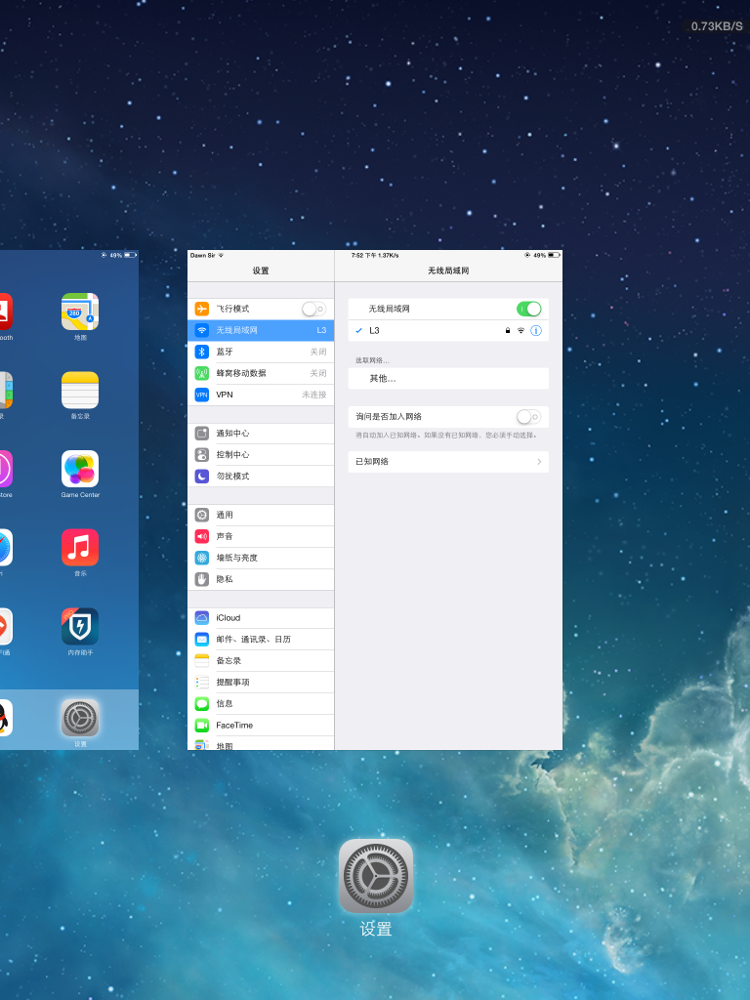 0.73KB/S
49%
ooth
地图
录
备忘录
tore
Game Center
音乐
内存助手
设置
Dawn Sir
7:52 下午 1.37K/s
49%
设置
无线局域网
飞行模式
无线局域网 L3
蓝牙 关闭
蜂窝移动数据 关闭
VPN VPN 未连接
通知中心
控制中心
勿扰模式
通用
声音
墙纸与亮度
隐私
iCloud
邮件、通讯录、日历
备忘录
提醒事项
信息
FaceTime
地图
无线局域网
L3
选取网络...
其他...
询问是否加入网络
将自动加入已知网络。如果没有已知网络，您必须手动选择。
已知网络
280
设置